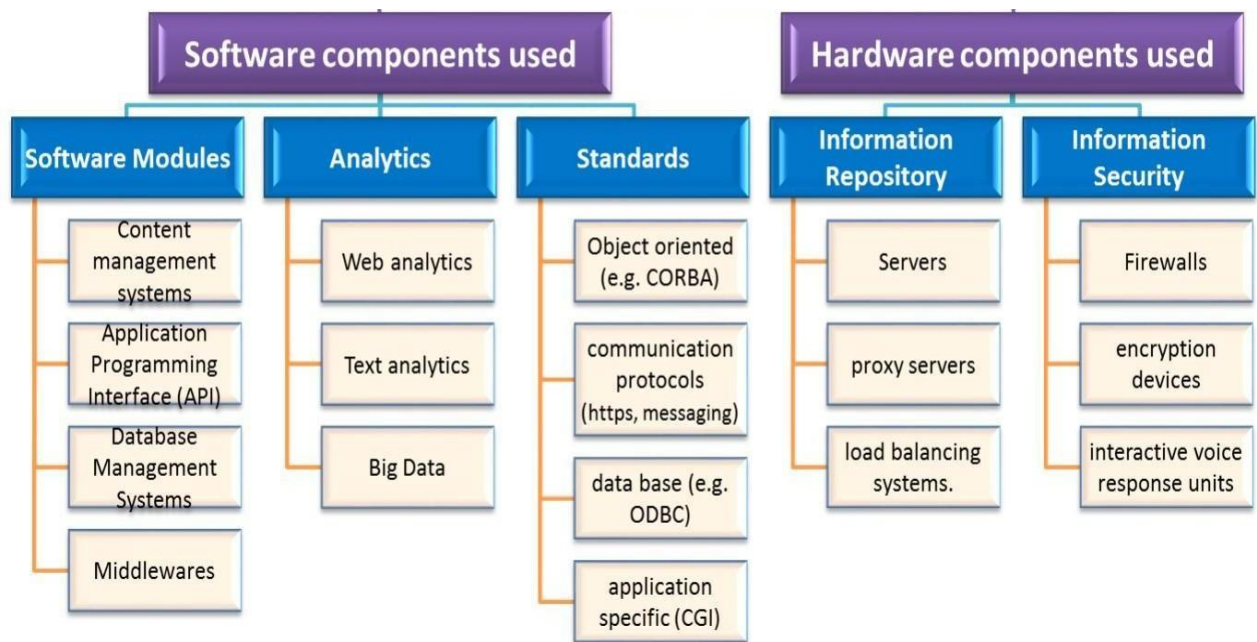 Software components used
Hardware components used
Software Modules
Analytics
Standards
Information
Repository
Information
Security
Content
management
systems
Application
Programming
Interface (API)
Database
Management
Systems
Middlewares
Web analytics
Text analytics
Big Data
Object oriented
(e.g. CORBA)
communication
protocols
(https, messaging)
data base (e.g.
ODBC)
application
specific (CGI)
Servers
proxy servers
load balancing
systems.
Firewalls
encryption
devices
interactive voice
response units